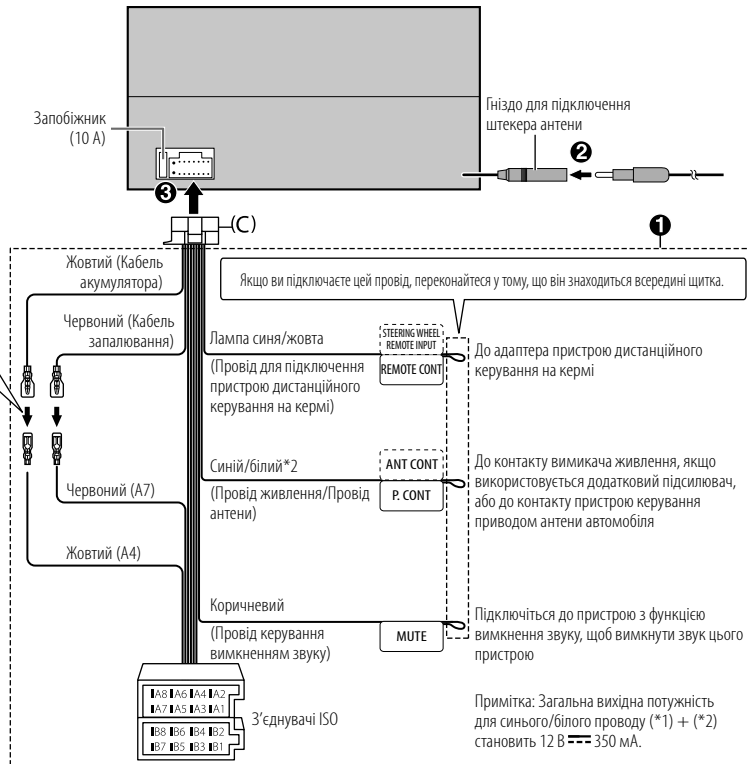 Запобіжник
(10 A)
Гніздо для підключення
штекера антени
❷
❸
(C)
❶
Жовтий (Кабель
акумулятора)
Якщо ви підключаєте цей провід, переконайтеся у тому, що він знаходиться всередині щитка.
Червоний (Кабель
запалювання)
Лампа синя/жовта
(Провід для підключення
пристрою дистанційного
керування на кермі)
STEERING WHEEL
REMOTE INPUT
REMOTE CONT
До адаптера пристрою дистанційного
керування на кермі
Синій/білий*2
(Провід живлення/Провід
антени)
ANT CONT
P. CONT
До контакту вимикача живлення, якщо
використовується додатковий підсилювач,
або до контакту пристрою керування
приводом антени автомобіля
Червоний (A7)
Жовтий (A4)
Коричневий
(Провід керування
вимкненням звуку)
MUTE
Підключіться до пристрою з функцією
вимкнення звуку, щоб вимкнути звук цього
пристрою
A8 A6 A4 A2
A7 A5 A3 A1
B8 B6 B4 B2
B7 B5 B3 B1
З’єднувачі ISO
Примітка: Загальна вихідна потужність
для синього/білого проводу (*1) + (*2)
становить 12 В ⎓ 350 мА.